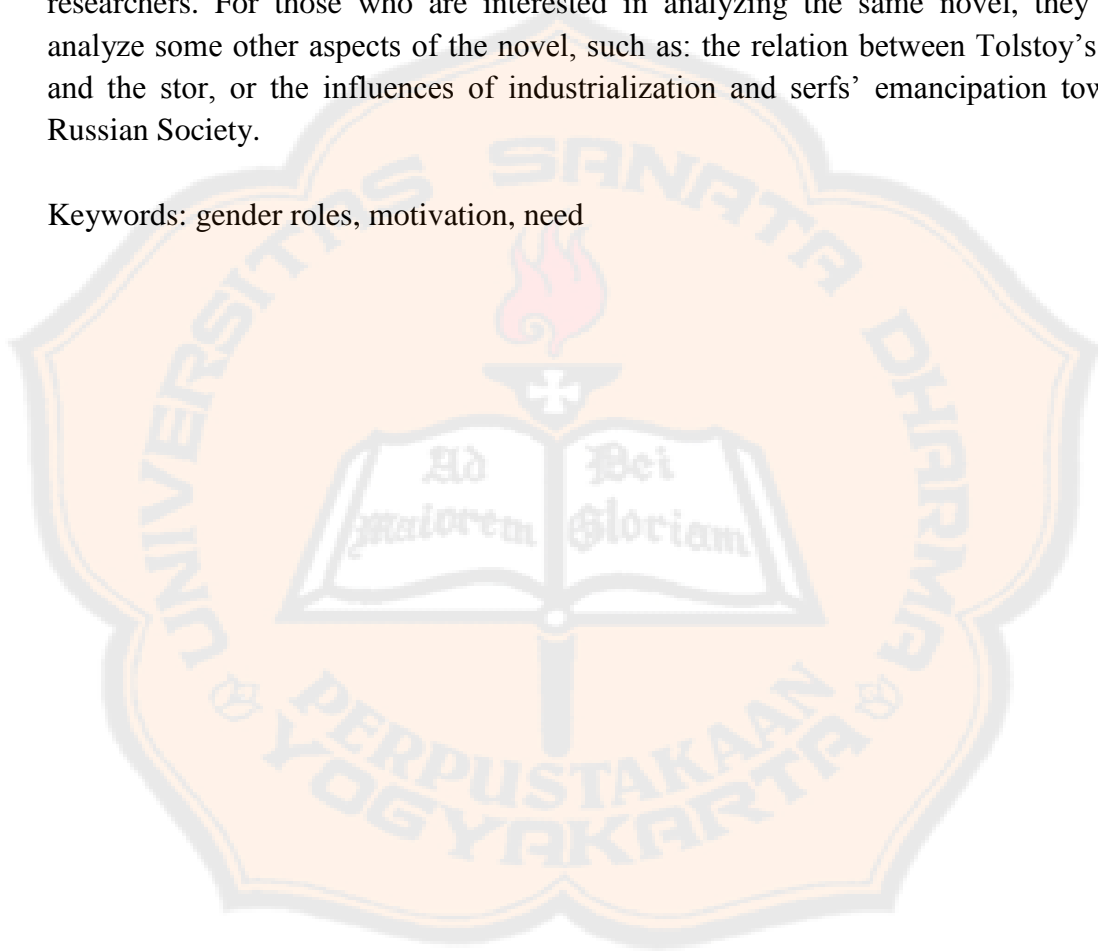 researchers. For those who are interested in analyzing the same novel, they
analyze some other aspects of the novel, such as: the relation between Tolstoy's
and the stor, or the influences of industrialization and serfs' emancipation tow
Russian Society.
Keywords: gender roles, motivation, need
UNIVERSITAS SANATA DHARMA
Ad Dei
Maiorem Gloriam
PERPUSTAKAAN
YOGYAKARTA